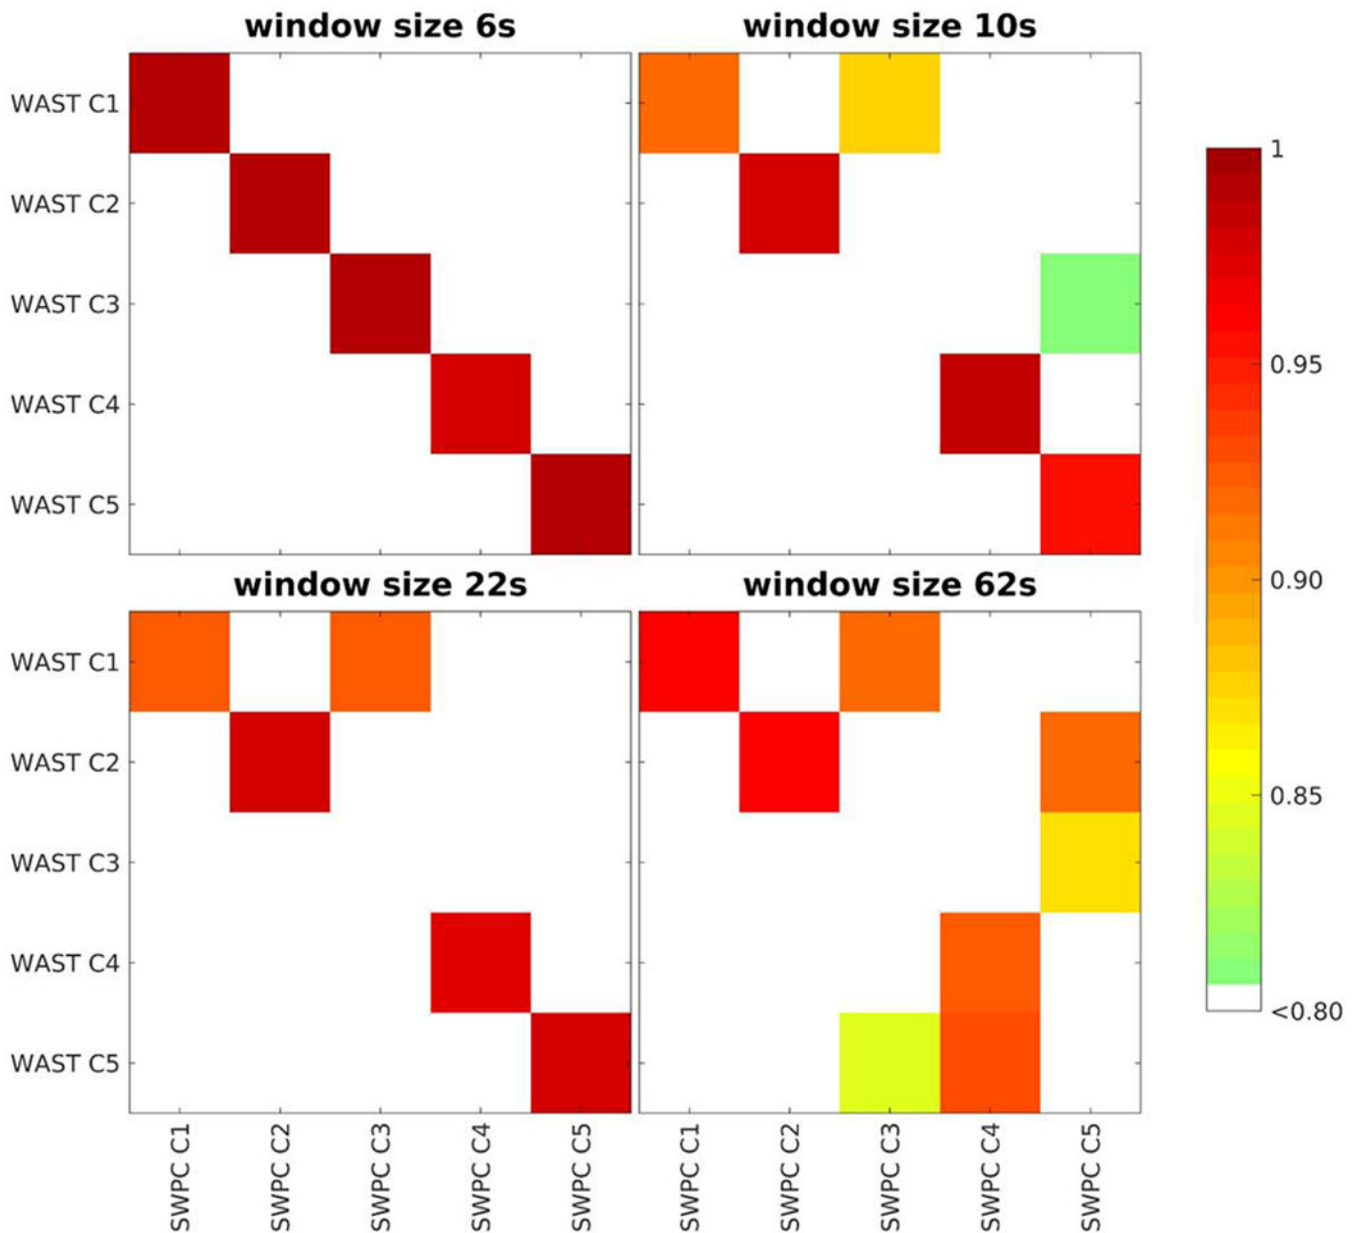 window size 6s
window size 10s
WAST C1
WAST C2
WAST C3
WAST C4
WAST C5
1
0.95
0.90
0.85
<0.80
window size 22s
window size 62s
WAST C1
WAST C2
WAST C3
WAST C4
WAST C5
SWPC C1
SWPC C2
SWPC C3
SWPC C4
SWPC C5
SWPC C1
SWPC C2
SWPC C3
SWPC C4
SWPC C5